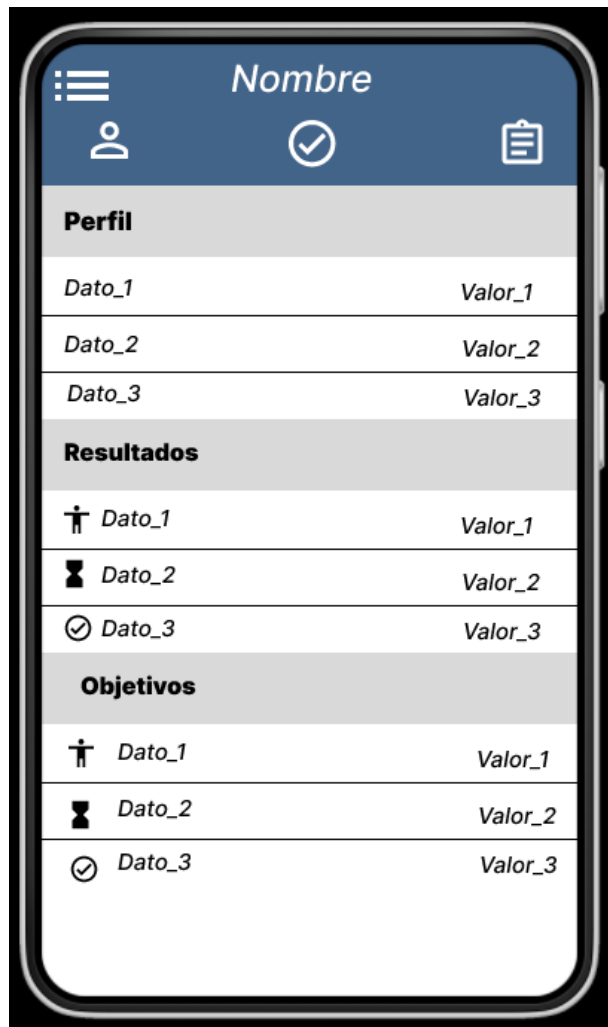 Nombre
Perfil
Dato_1 Valor_1
Dato_2 Valor_2
Dato_3 Valor_3
Resultados
Dato_1 Valor_1
Dato_2 Valor_2
Dato_3 Valor_3
Objetivos
Dato_1 Valor_1
Dato_2 Valor_2
Dato_3 Valor_3